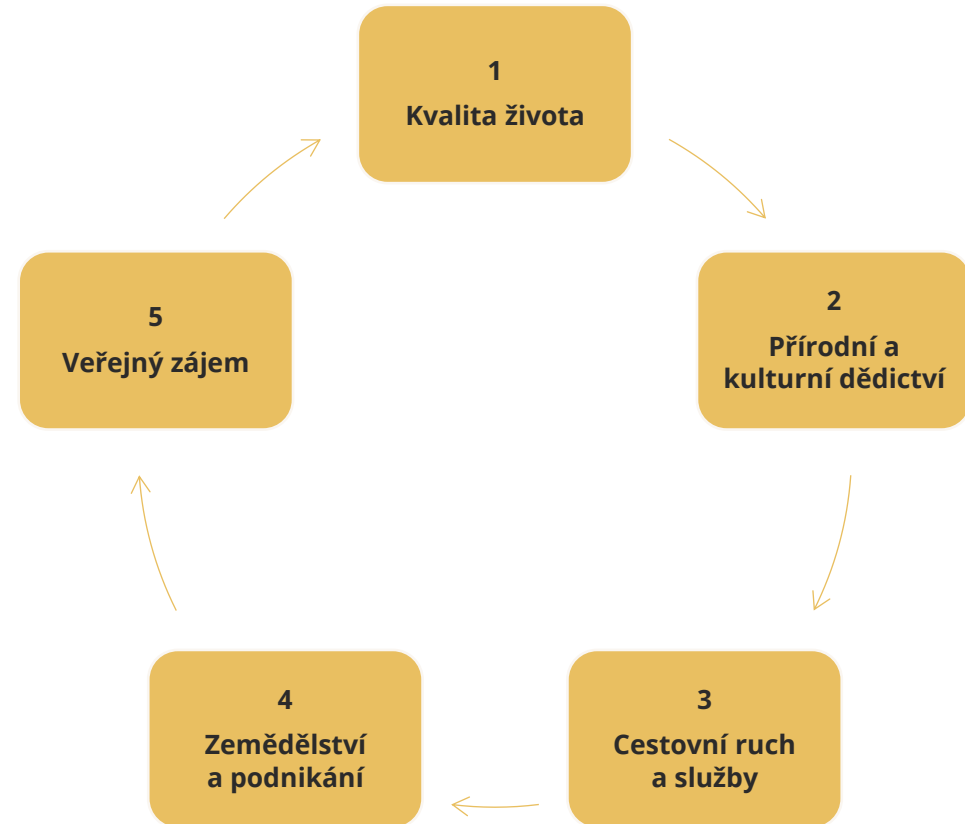 1
Kvalita života
2
Přírodní a
kulturní dědictví
3
Cestovní ruch
a služby
4
Zemědělství
a podnikání
5
Veřejný zájem